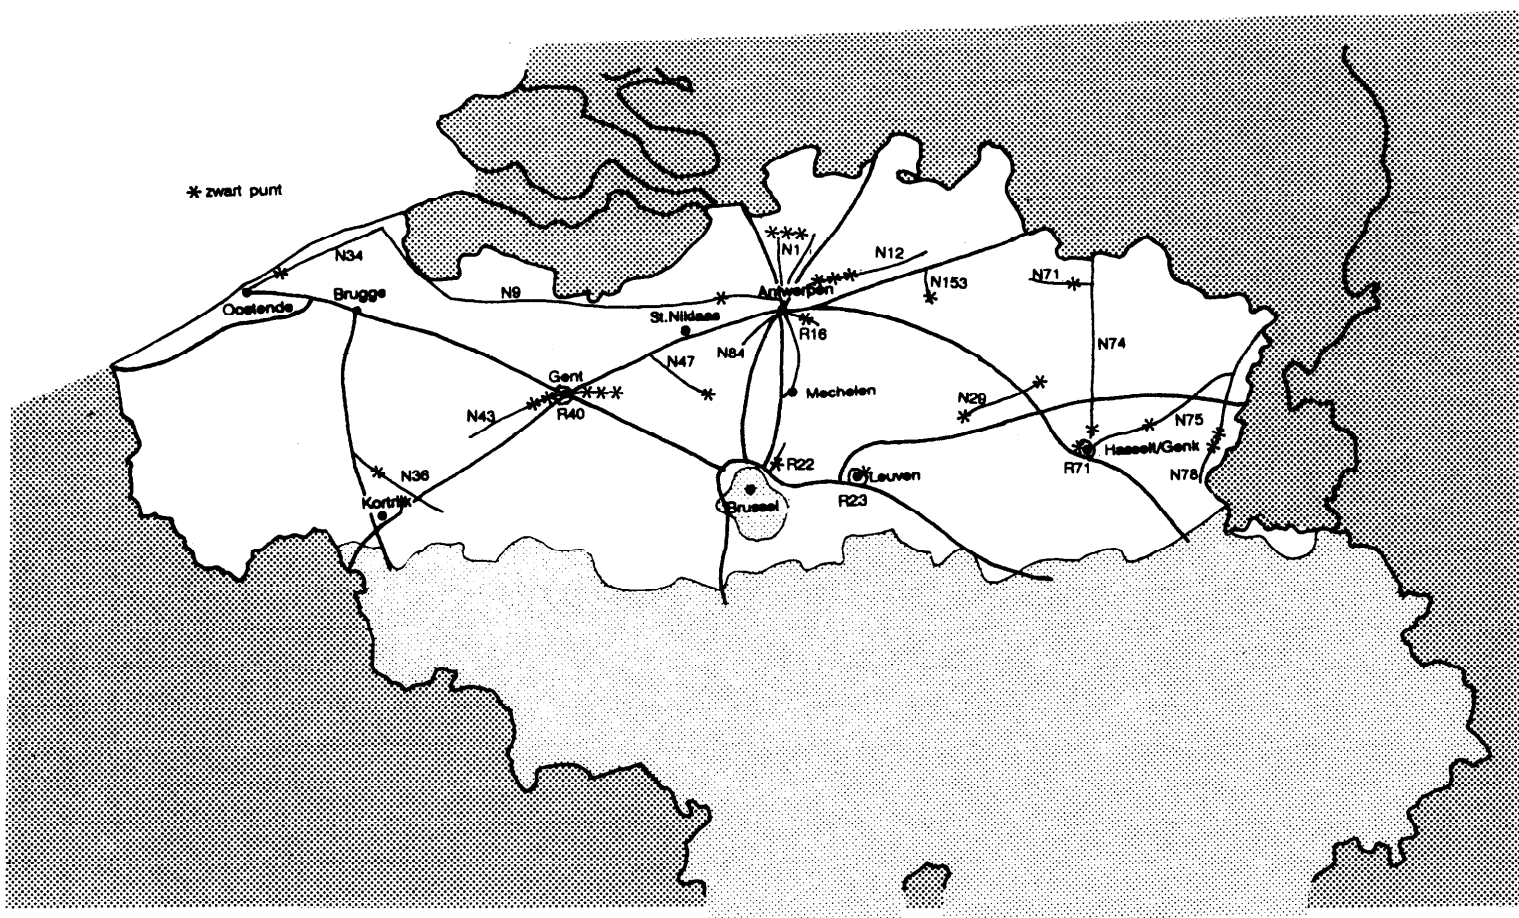 * zwart punt
N34
N1
N12
N71
N153
N9
Brugge
Oostende
Antwerpen
St.Niklaas
R16
N84
N74
N47
Gent
R40
N43
Mechelen
N29
N75
Hasselt/Genk
R71
N78
N36
Kortrijk
R22
Leuven
R23
Brussel